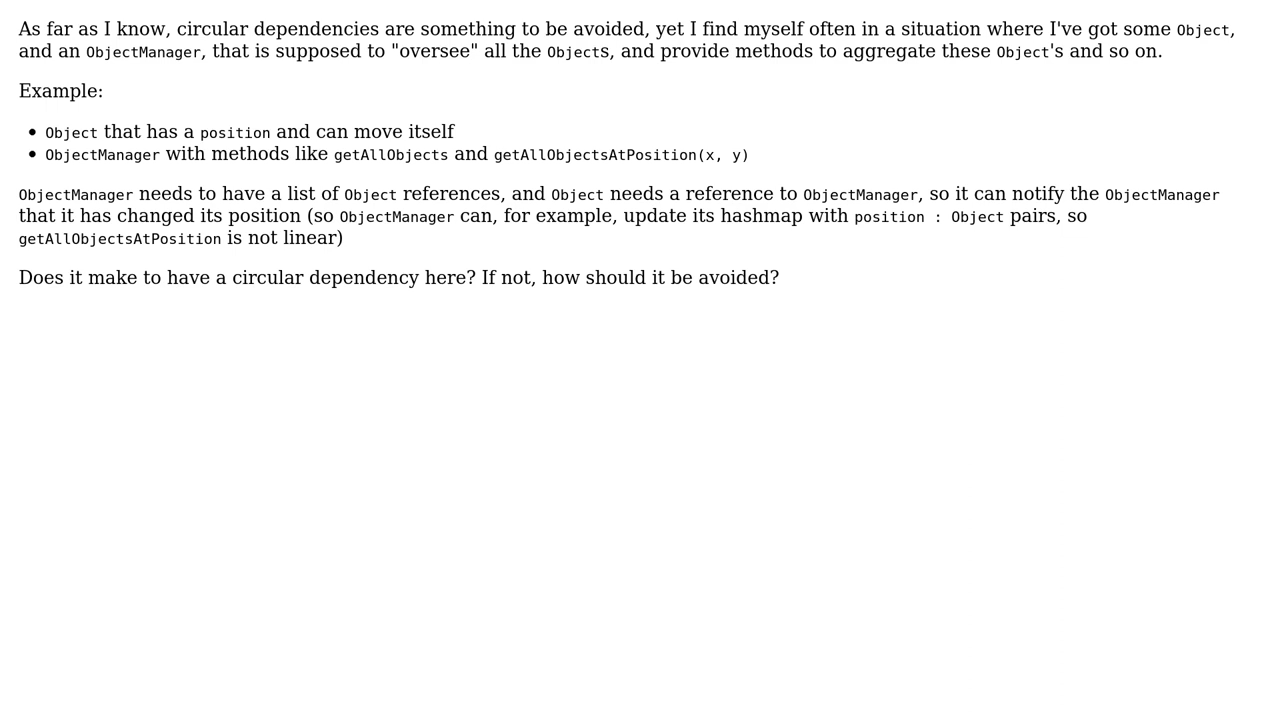 As far as I know, circular dependencies are something to be avoided, yet I find myself often in a situation where I've got some Object,
and an ObjectManager, that is supposed to "oversee" all the Objects, and provide methods to aggregate these Object's and so on.
Example:
• Object that has a position and can move itself
• ObjectManager with methods like getAllObjects and getAllObjectsAtPosition(x, y)
ObjectManager needs to have a list of Object references, and Object needs a reference to ObjectManager, so it can notify the ObjectManager
that it has changed its position (so ObjectManager can, for example, update its hashmap with position : Object pairs, so
getAllObjectsAtPosition is not linear)
Does it make to have a circular dependency here? If not, how should it be avoided?